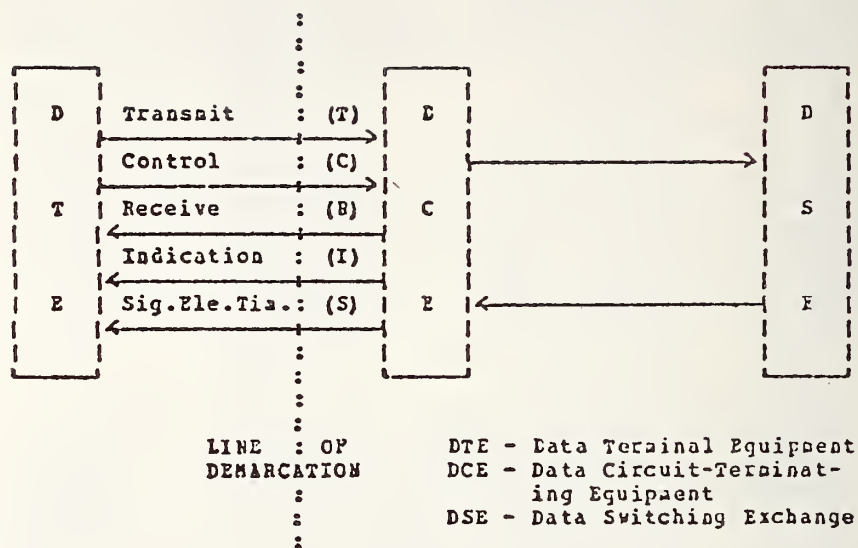 D Transmit : (T) D D
Control : (C)
T Receive : (R) C S
Indication : (I)
E Sig.Ele.Tim.: (S) E E
LINE : OF
DEMARCATION
DTE - Data Terminal Equipment
DCE - Data Circuit-Terminat-
ing Equipment
DSE - Data Switching Exchange